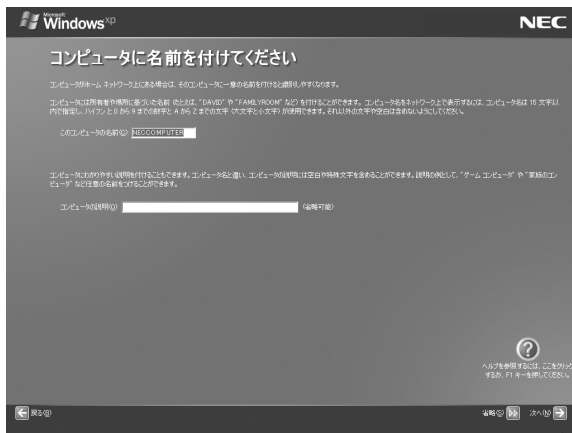 Microsoft
Windows xp
NEC
コンピュータに名前を付けてください
コンピュータがホーム ネットワーク上にある場合は、そのコンピュータに一意の名前を付けると識別しやすくなります。
コンピュータには所有者や場所に基づいた名前 (たとえば、"DAVID" や "FAMILYROOM" など) を付けることができます。コンピュータ名をネットワーク上で表示するには、コンピュータ名は 15 文字以
内で指定し、ハイフンと 0 から 9 までの数字と A から Z までの文字 (大文字と小文字) が使用できます。それ以外の文字や空白は含めないようにしてください。
このコンピュータの名前(Q): NECCOMPUTER
コンピュータにわかりやすい説明を付けることもできます。コンピュータ名と違い、コンピュータの説明には空白や特殊文字を含めることができます。説明の例として、"ゲーム コンピュータ" や "家族のコン
ピュータ" など任意の名前をつけることができます。
コンピュータの説明(Q): (省略可能)
ヘルプを参照するには、ここをクリック
するか、F1 キーを押してください。
戻る(B)
省略(S)
次へ(N)